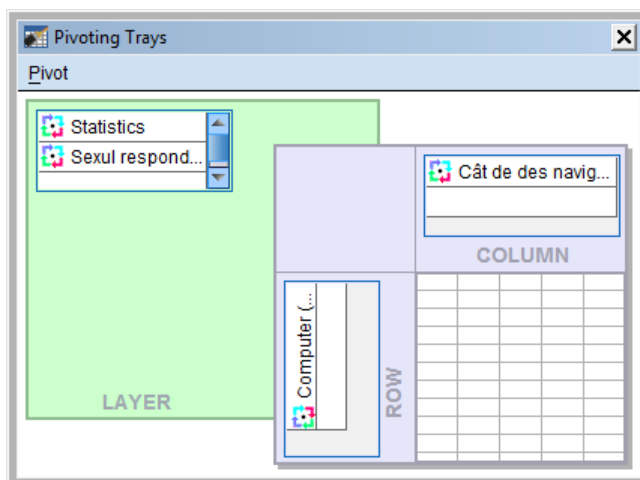 Pivoting Trays
Pivot
Statistics
Sexul respond...
Cât de des navig...
COLUMN
Computer (...
ROW
LAYER